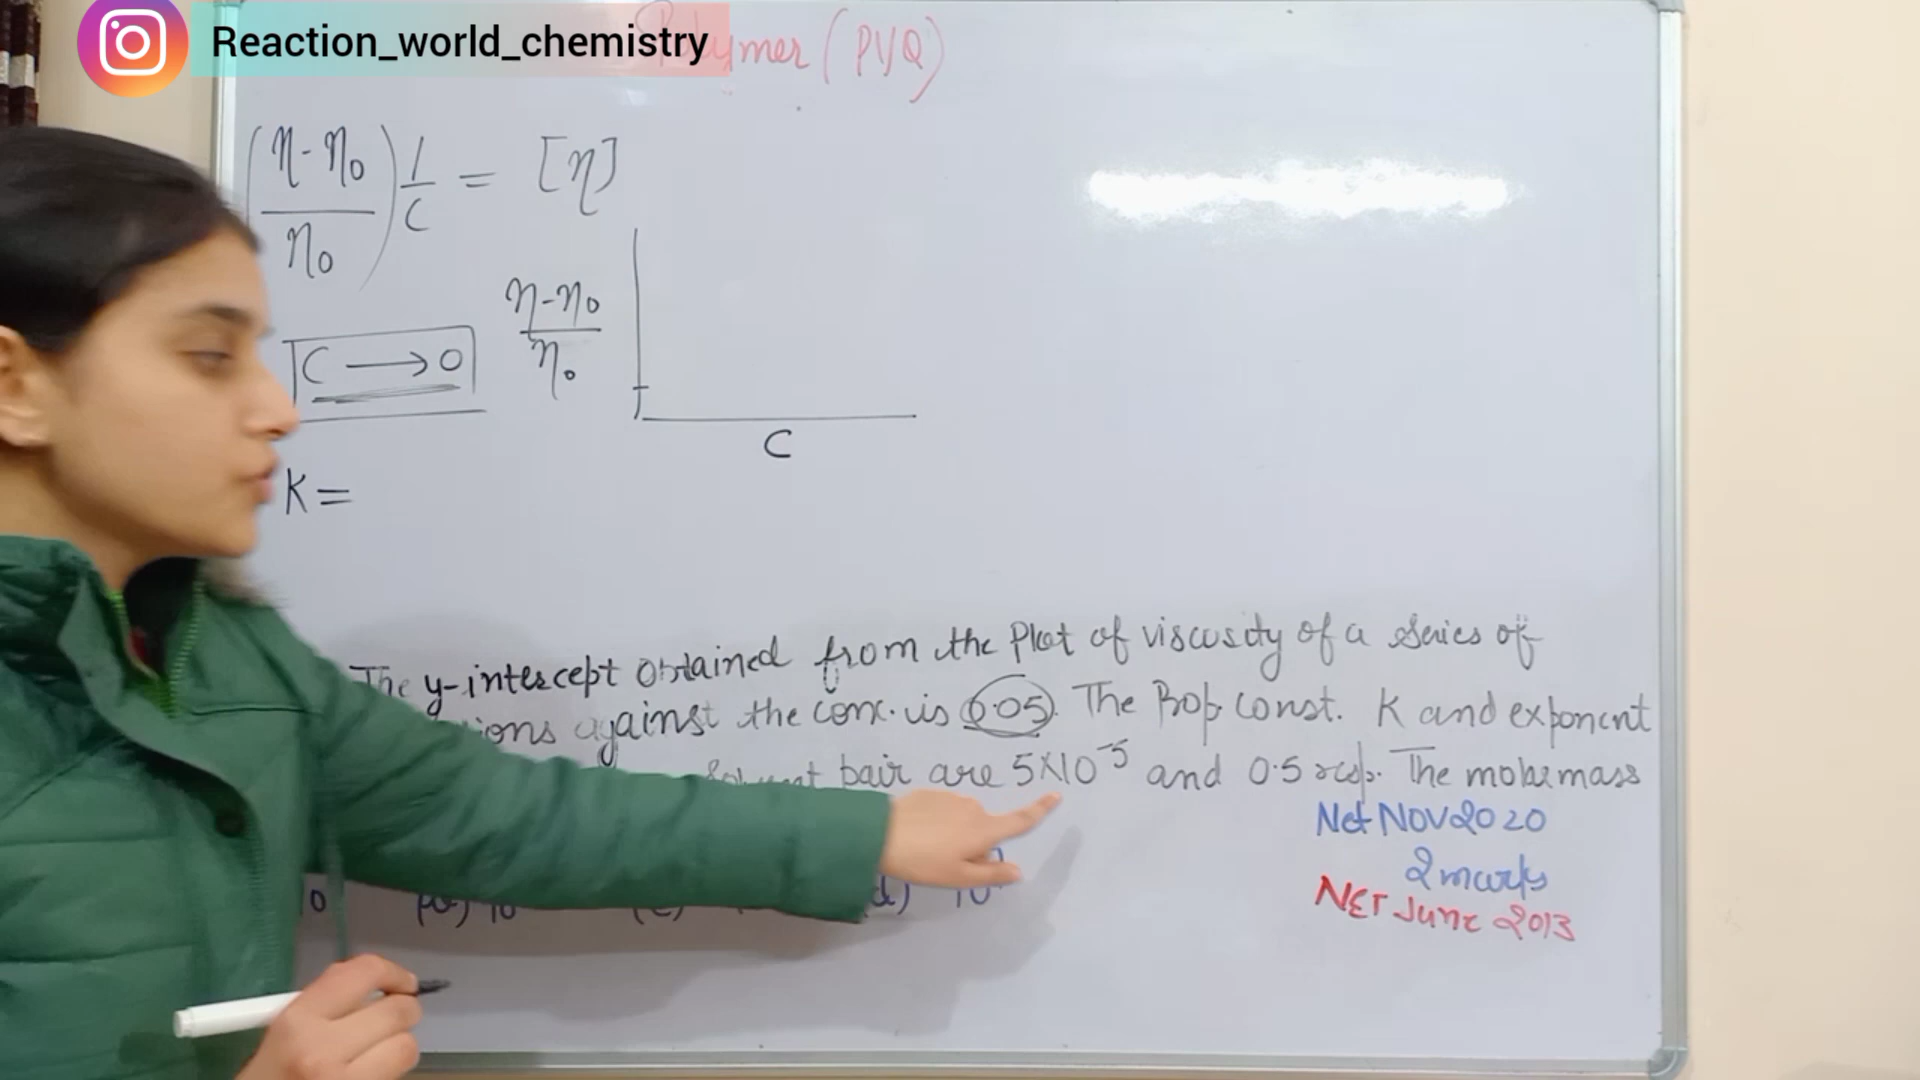 Reaction_world_chemistry
Polymer (PYQ)
(η-η₀/η₀) 1/C = [η]
C → 0
η-η₀/η₀
C
K =
The y-intercept obtained from the Plot of viscosity of a series of
against the conc. is 0.05. The Prop const. K and exponent
pair are 5×10⁻⁵ and 0.5 resp. The molar mass
Net NOV 2020
2 marks
NET June 2013